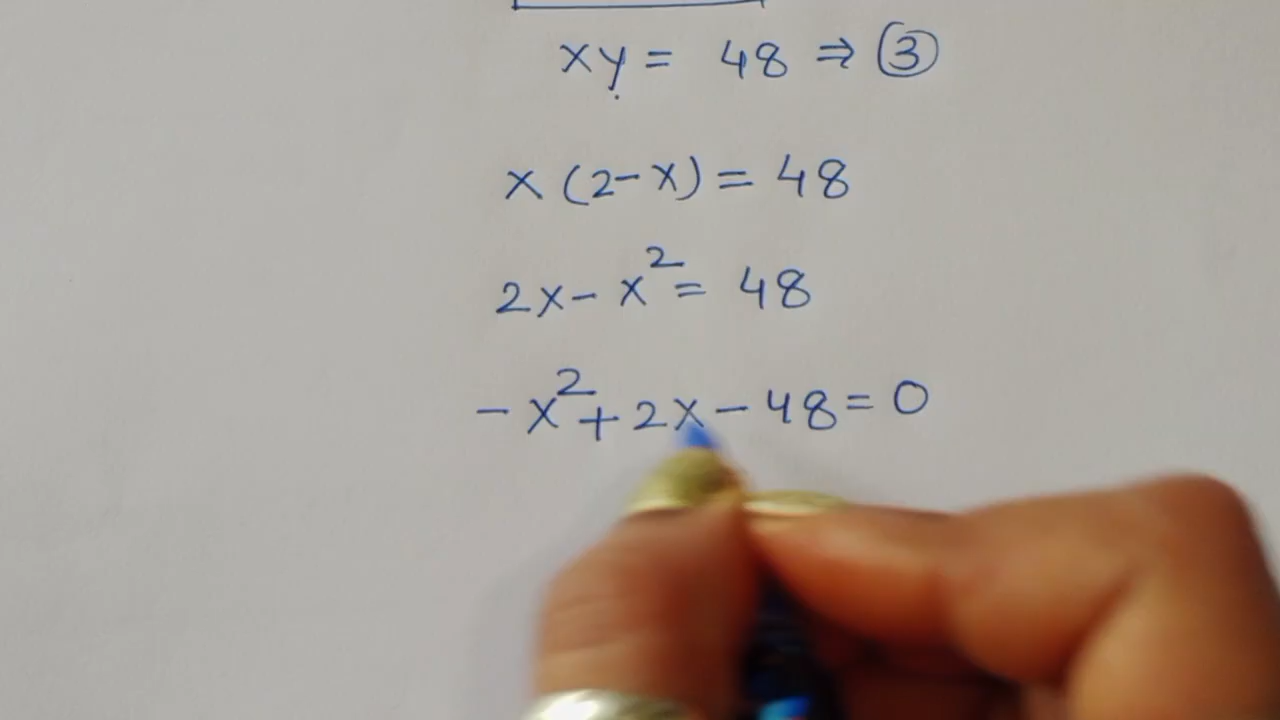 xy = 48 ⇒ ③
x (2-x) = 48
2x - x² = 48
- x² + 2x - 48 = 0